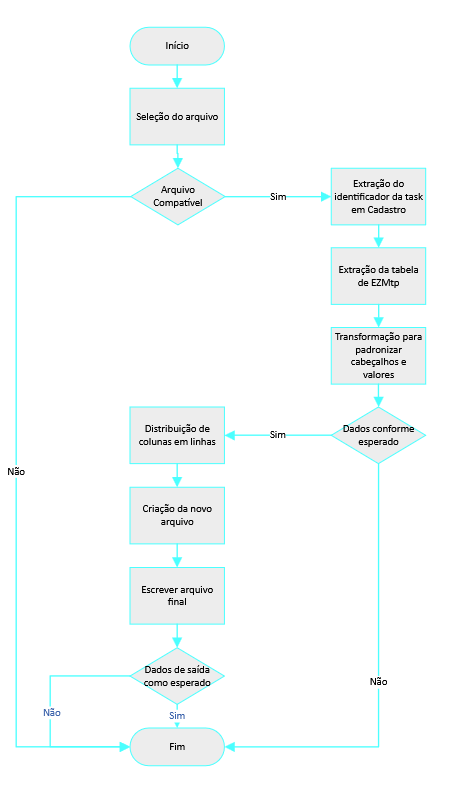 Início
Seleção do arquivo
Arquivo
Compatível
Sim
Extração do
identificador da task
em Cadastro
Extração da tabela
de EZMtp
Transformação para
padronizar
cabeçalhos e
valores
Dados conforme
esperado
Sim
Distribuição de
colunas em linhas
Não
Criação da novo
arquivo
Escrever arquivo
final
Dados de saída
como esperado
Não
Não
Sim
Fim